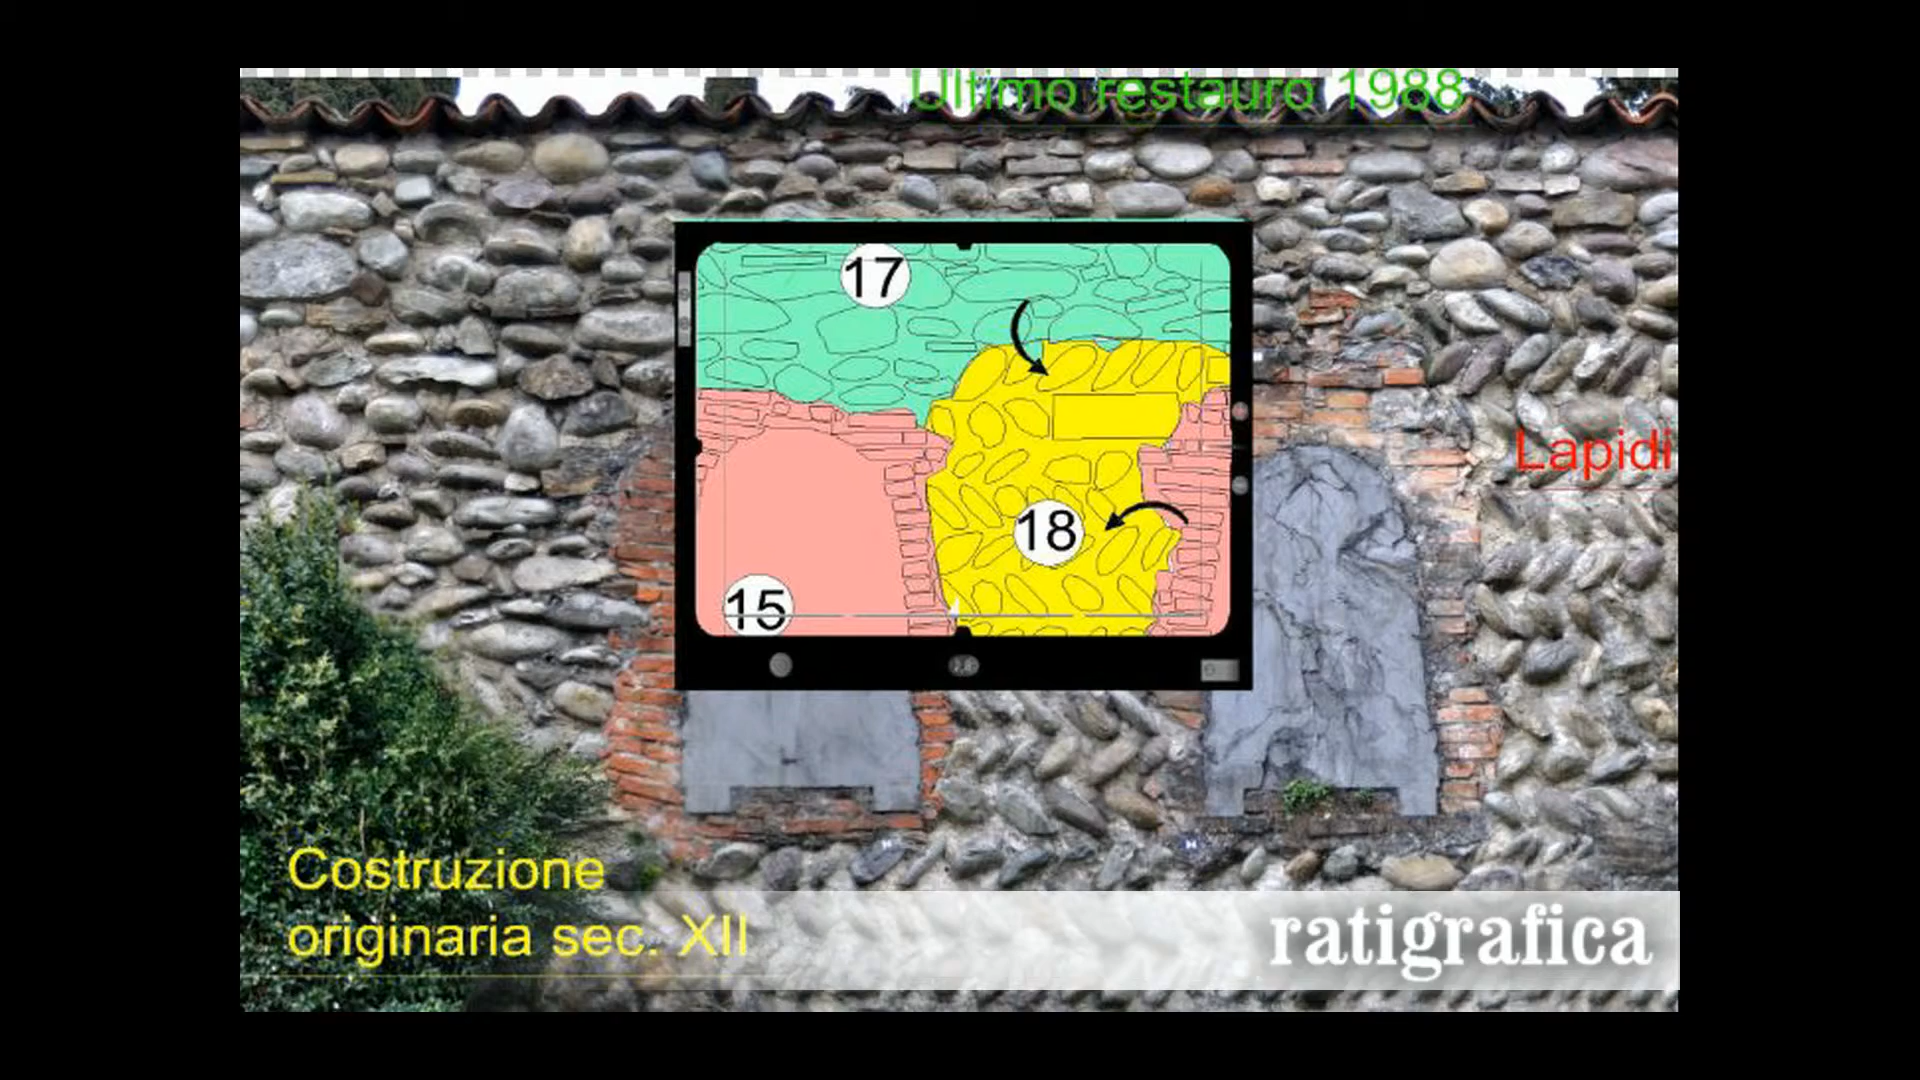 Ultimo restauro 1988
17
Lapidi
18
15
Costruzione
originaria sec. XII
ratigrafica